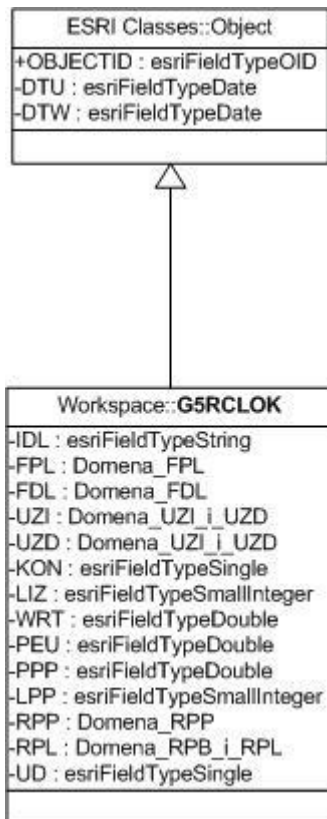 ESRI Classes::Object
+OBJECTID : esriFieldTypeOID
-DTU : esriFieldTypeDate
-DTW : esriFieldTypeDate
Workspace::G5RCLOK
-IDL : esriFieldTypeString
-FPL : Domena_FPL
-FDL : Domena_FDL
-UZI : Domena_UZI_i_UZD
-UZD : Domena_UZI_i_UZD
-KON : esriFieldTypeSingle
-LIZ : esriFieldTypeSmallInteger
-WRT : esriFieldTypeDouble
-PEU : esriFieldTypeDouble
-PPP : esriFieldTypeDouble
-LPP : esriFieldTypeSmallInteger
-RPP : Domena_RPP
-RPL : Domena_RPB_i_RPL
-UD : esriFieldTypeSingle